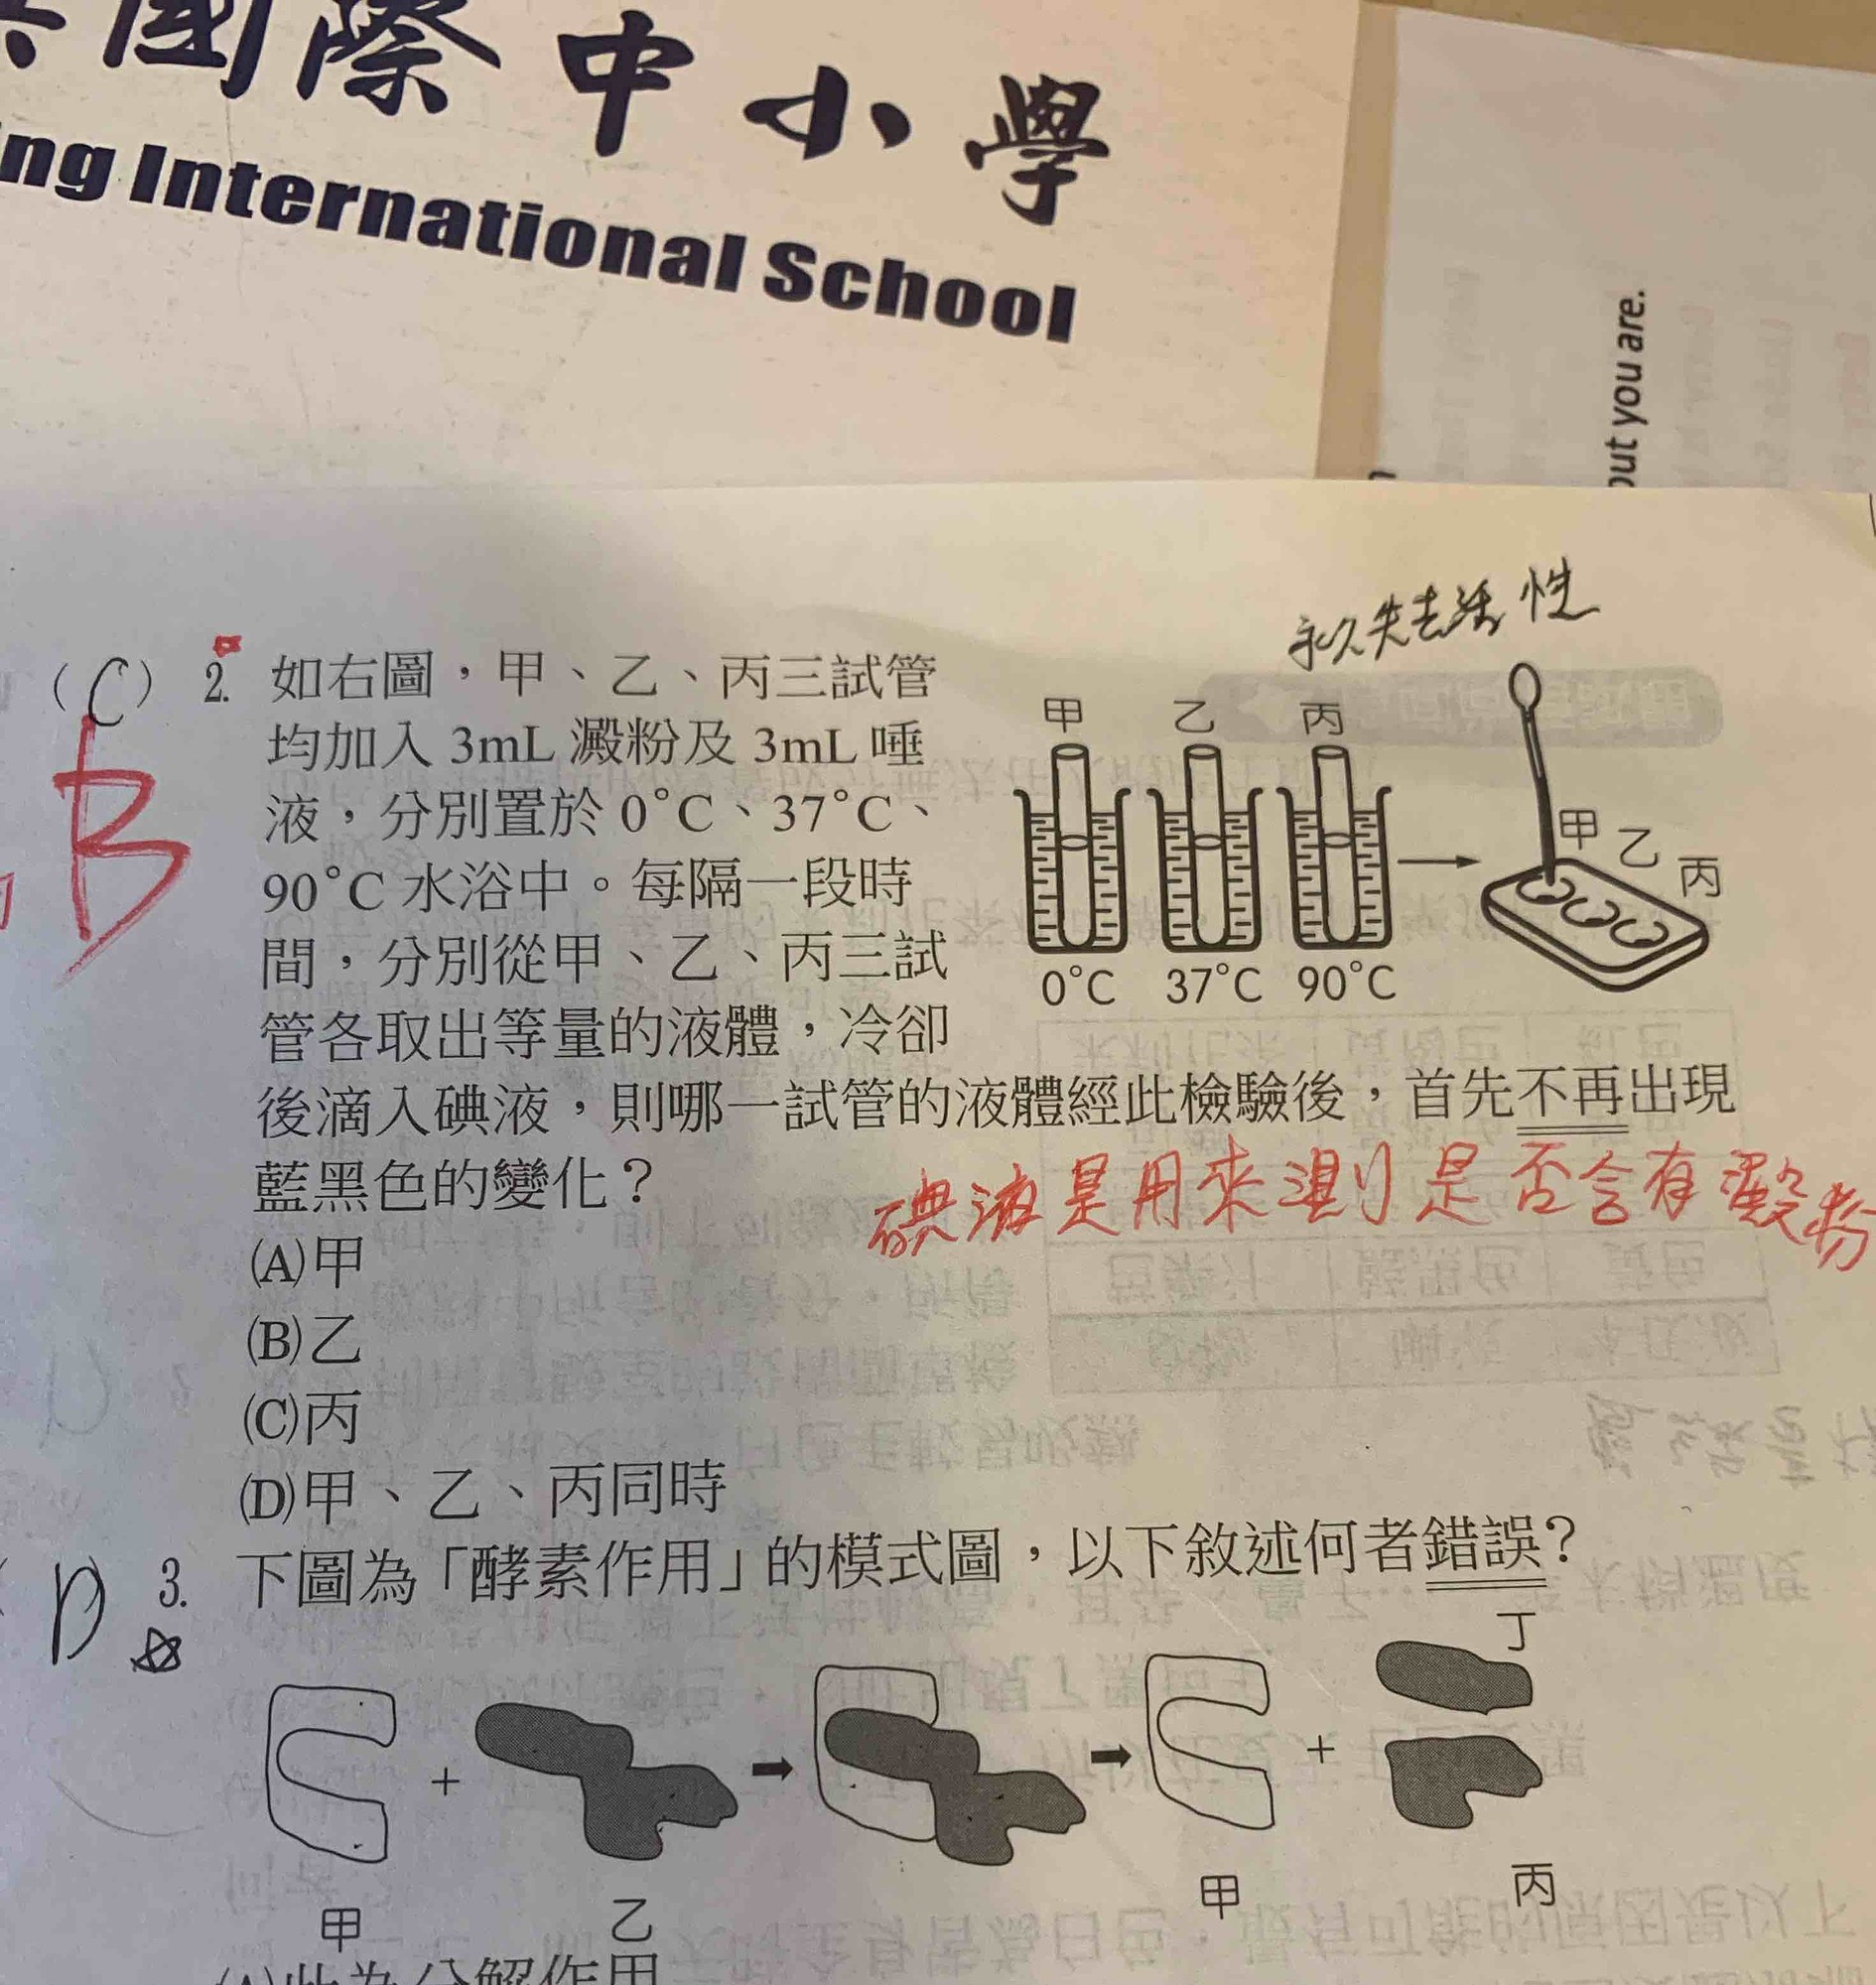 國際中小學
ng International School
out you are.
永久失去活性
(C) 2. 如右圖，甲、乙、丙三試管
均加入 3mL 澱粉及 3mL 唾
液，分別置於 0°C、37°C、
90°C 水浴中。每隔一段時
間，分別從甲、乙、丙三試
管各取出等量的液體，冷卻
後滴入碘液，則哪一試管的液體經此檢驗後，首先不再出現
藍黑色的變化？
B
甲 乙 丙
0°C 37°C 90°C
甲 乙 丙
碘液是用來測是否含有澱粉
(A)甲
(B)乙
(C)丙
(D)甲、乙、丙同時
D 3. 下圖為「酵素作用」的模式圖，以下敘述何者錯誤？
丁
+ +
甲 乙 甲 丙
(A)此為分解作用